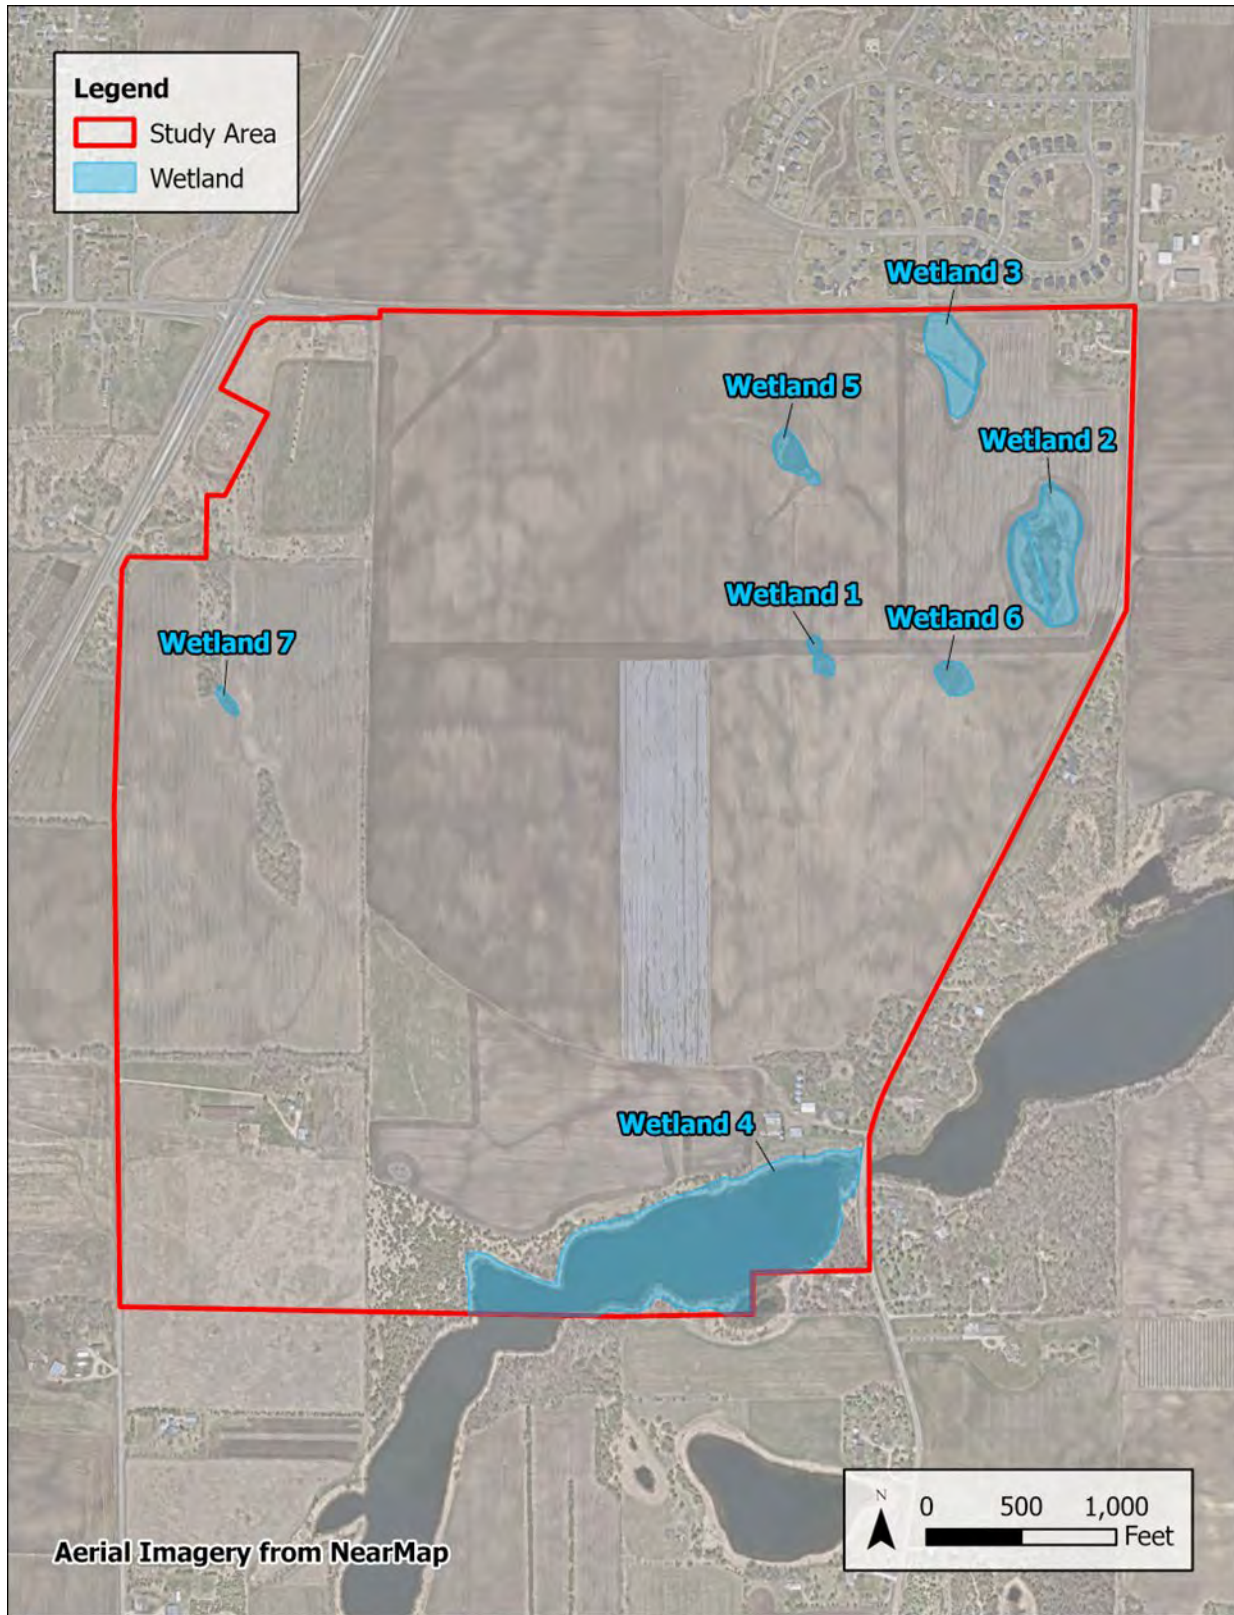 Legend
Study Area
Wetland
Wetland 3
Wetland 5
Wetland 2
Wetland 1
Wetland 6
Wetland 7
Wetland 4
N
0 500 1,000
Feet
Aerial Imagery from NearMap